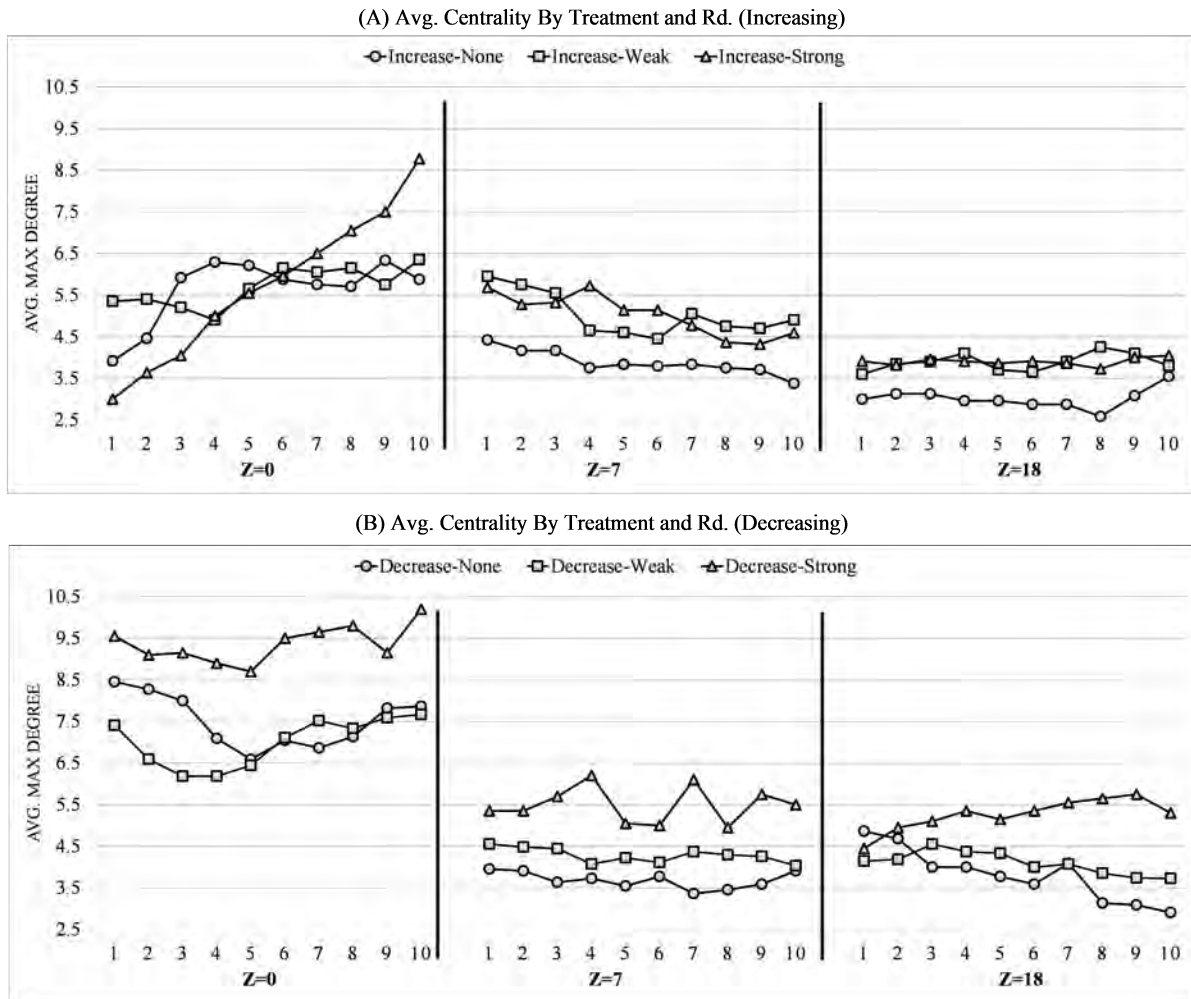 (A) Avg. Centrality By Treatment and Rd. (Increasing)
Increase-None Increase-Weak Increase-Strong
10.5
9.5
8.5
7.5
6.5
5.5
4.5
3.5
2.5
AVG. MAX DEGREE
1 2 3 4 5 6 7 8 9 10 1 2 3 4 5 6 7 8 9 10 1 2 3 4 5 6 7 8 9 10
Z=0 Z=7 Z=18
(B) Avg. Centrality By Treatment and Rd. (Decreasing)
Decrease-None Decrease-Weak Decrease-Strong
10.5
9.5
8.5
7.5
6.5
5.5
4.5
3.5
2.5
AVG. MAX DEGREE
1 2 3 4 5 6 7 8 9 10 1 2 3 4 5 6 7 8 9 10 1 2 3 4 5 6 7 8 9 10
Z=0 Z=7 Z=18